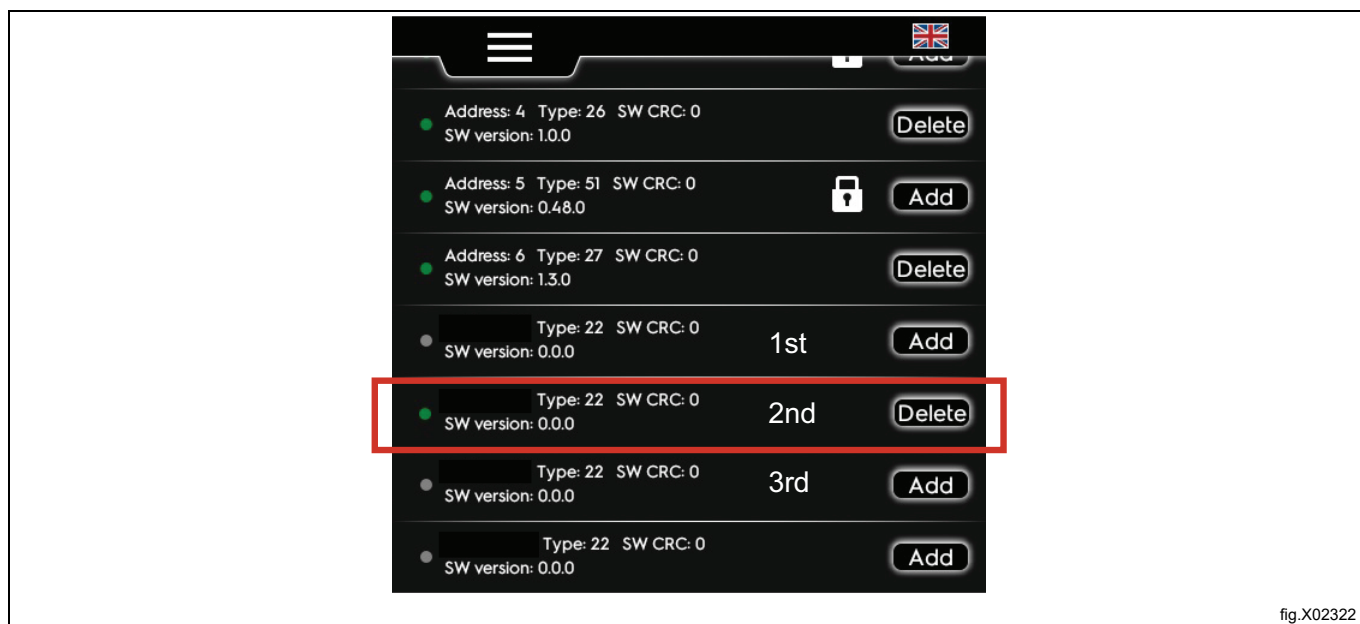 Add
Address: 4 Type: 26 SW CRC: 0
SW version: 1.0.0
Delete
Address: 5 Type: 51 SW CRC: 0
SW version: 0.48.0
Add
Address: 6 Type: 27 SW CRC: 0
SW version: 1.3.0
Delete
Type: 22 SW CRC: 0
SW version: 0.0.0
1st
Add
Type: 22 SW CRC: 0
SW version: 0.0.0
2nd
Delete
Type: 22 SW CRC: 0
SW version: 0.0.0
3rd
Add
Type: 22 SW CRC: 0
SW version: 0.0.0
Add
fig.X02322